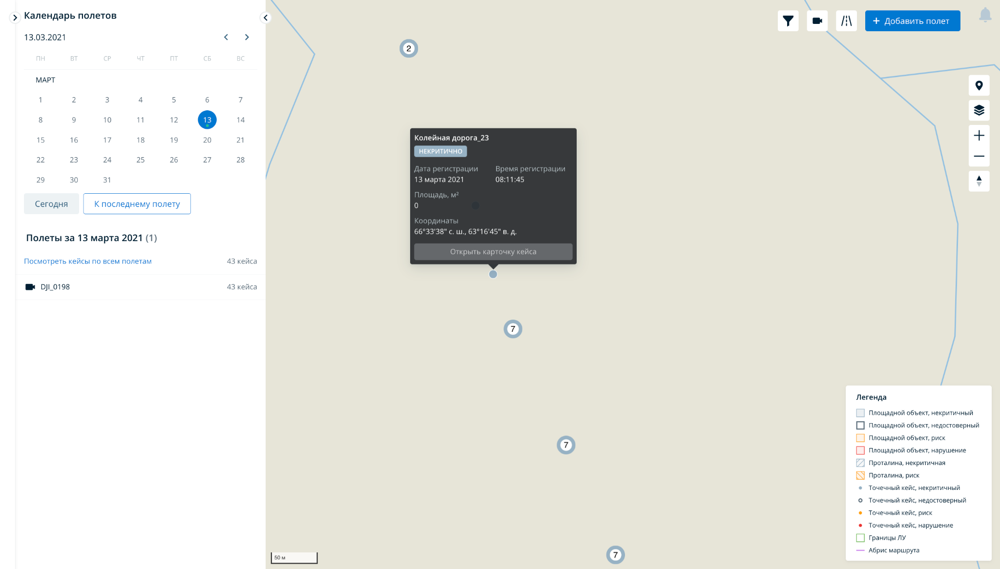 Календарь полетов
13.03.2021
ПН ВТ СР ЧТ ПТ СБ ВС
МАРТ
1 2 3 4 5 6 7
8 9 10 11 12 13 14
15 16 17 18 19 20 21
22 23 24 25 26 27 28
29 30 31
Сегодня К последнему полету
Полеты за 13 марта 2021 (1)
Посмотреть кейсы по всем полетам 43 кейса
DJI_0198 43 кейса
Добавить полет
2
Колейная дорога_23
НЕКРИТИЧНО
Дата регистрации Время регистрации
13 марта 2021 08:11:45
Площадь, м²
0
Координаты
66°33'38" с. ш., 63°16'45" в. д.
Открыть карточку кейса
7
7
7
50 м
Легенда
Площадной объект, некритичный
Площадной объект, недостоверный
Площадной объект, риск
Площадной объект, нарушение
Проталина, некритичная
Проталина, риск
Точечный кейс, некритичный
Точечный кейс, недостоверный
Точечный кейс, риск
Точечный кейс, нарушение
Границы ЛУ
Абрис маршрута